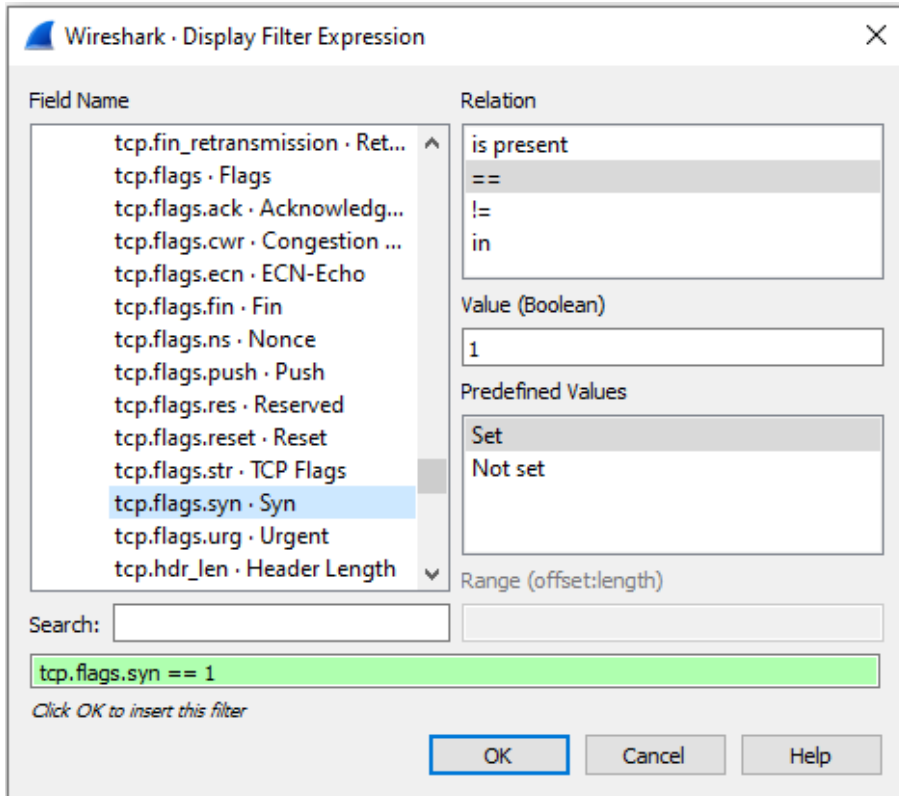 Wireshark · Display Filter Expression
Field Name
tcp.fin_retransmission · Ret...
tcp.flags · Flags
tcp.flags.ack · Acknowledg...
tcp.flags.cwr · Congestion ...
tcp.flags.ecn · ECN-Echo
tcp.flags.fin · Fin
tcp.flags.ns · Nonce
tcp.flags.push · Push
tcp.flags.res · Reserved
tcp.flags.reset · Reset
tcp.flags.str · TCP Flags
tcp.flags.syn · Syn
tcp.flags.urg · Urgent
tcp.hdr_len · Header Length
Search:
Relation
is present
==
!=
in
Value (Boolean)
1
Predefined Values
Set
Not set
Range (offset:length)
tcp.flags.syn == 1
Click OK to insert this filter
OK
Cancel
Help